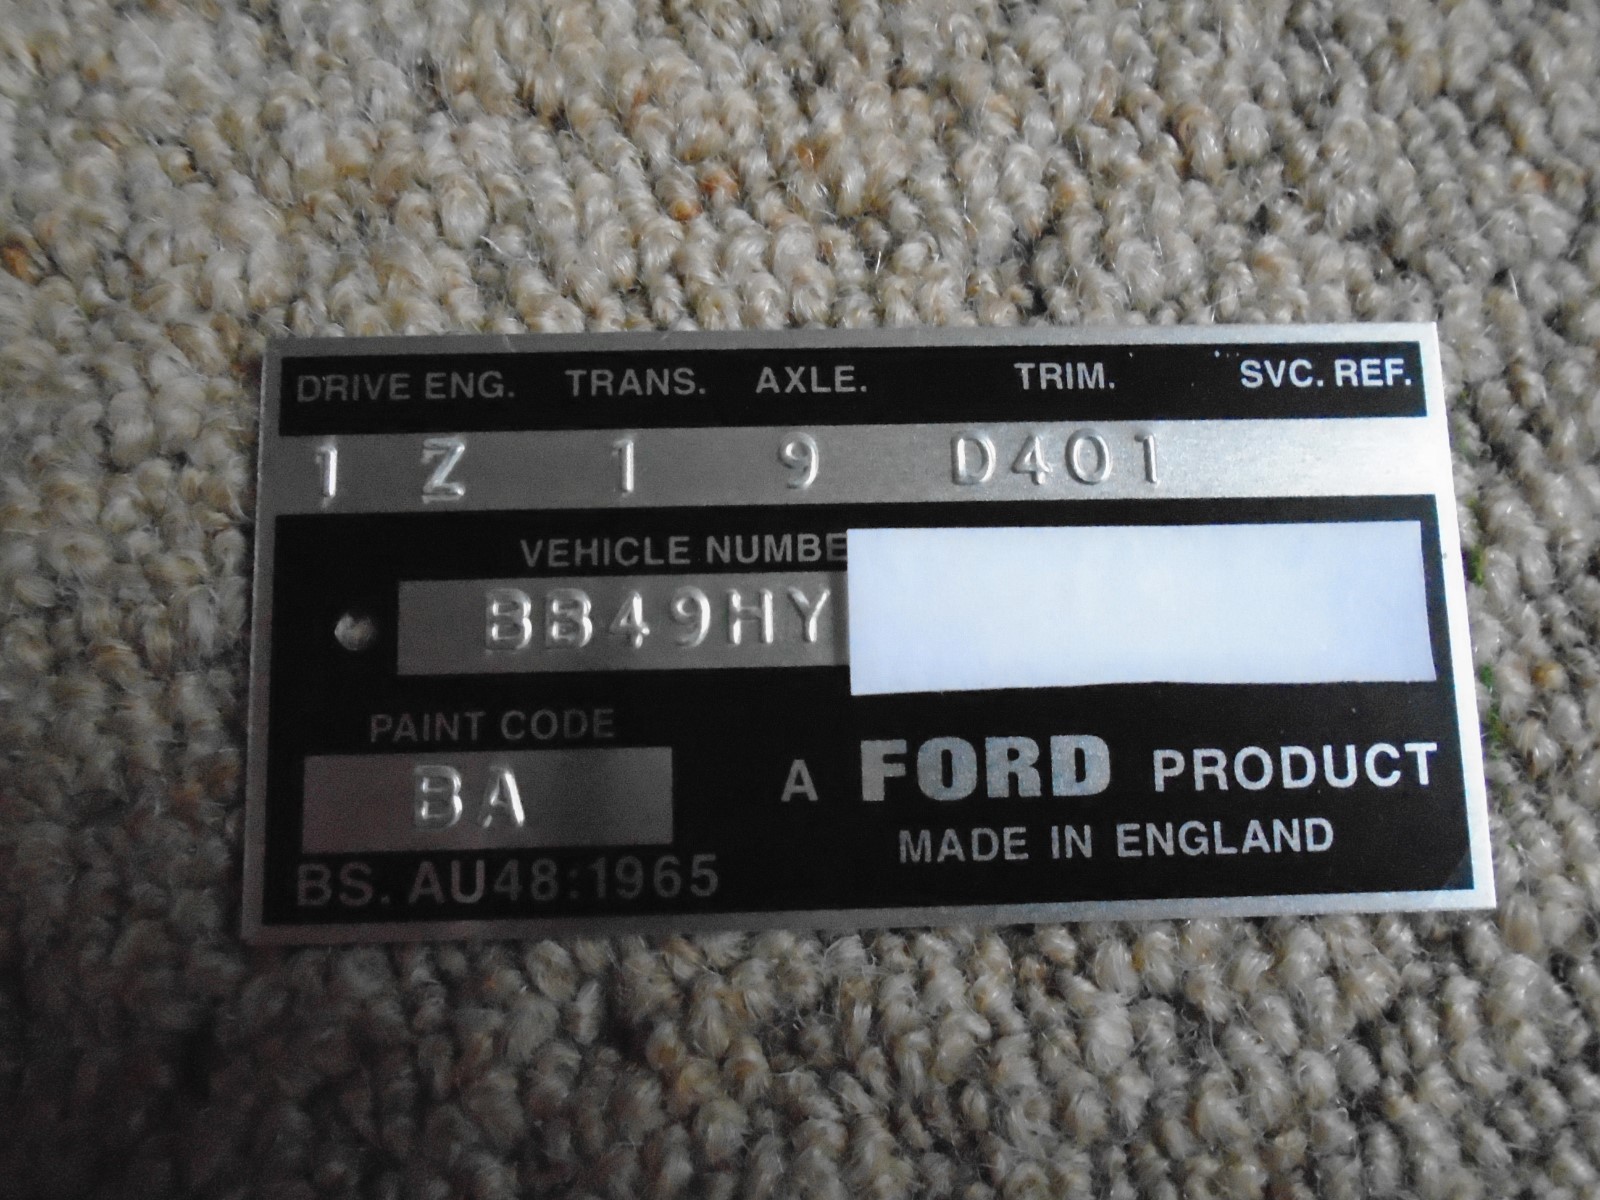 DRIVE ENG. TRANS. AXLE. TRIM. SVC. REF.
1 Z 1 9 D401
VEHICLE NUMBE
BB49HY
PAINT CODE
BA
A FORD PRODUCT
MADE IN ENGLAND
BS. AU48:1965